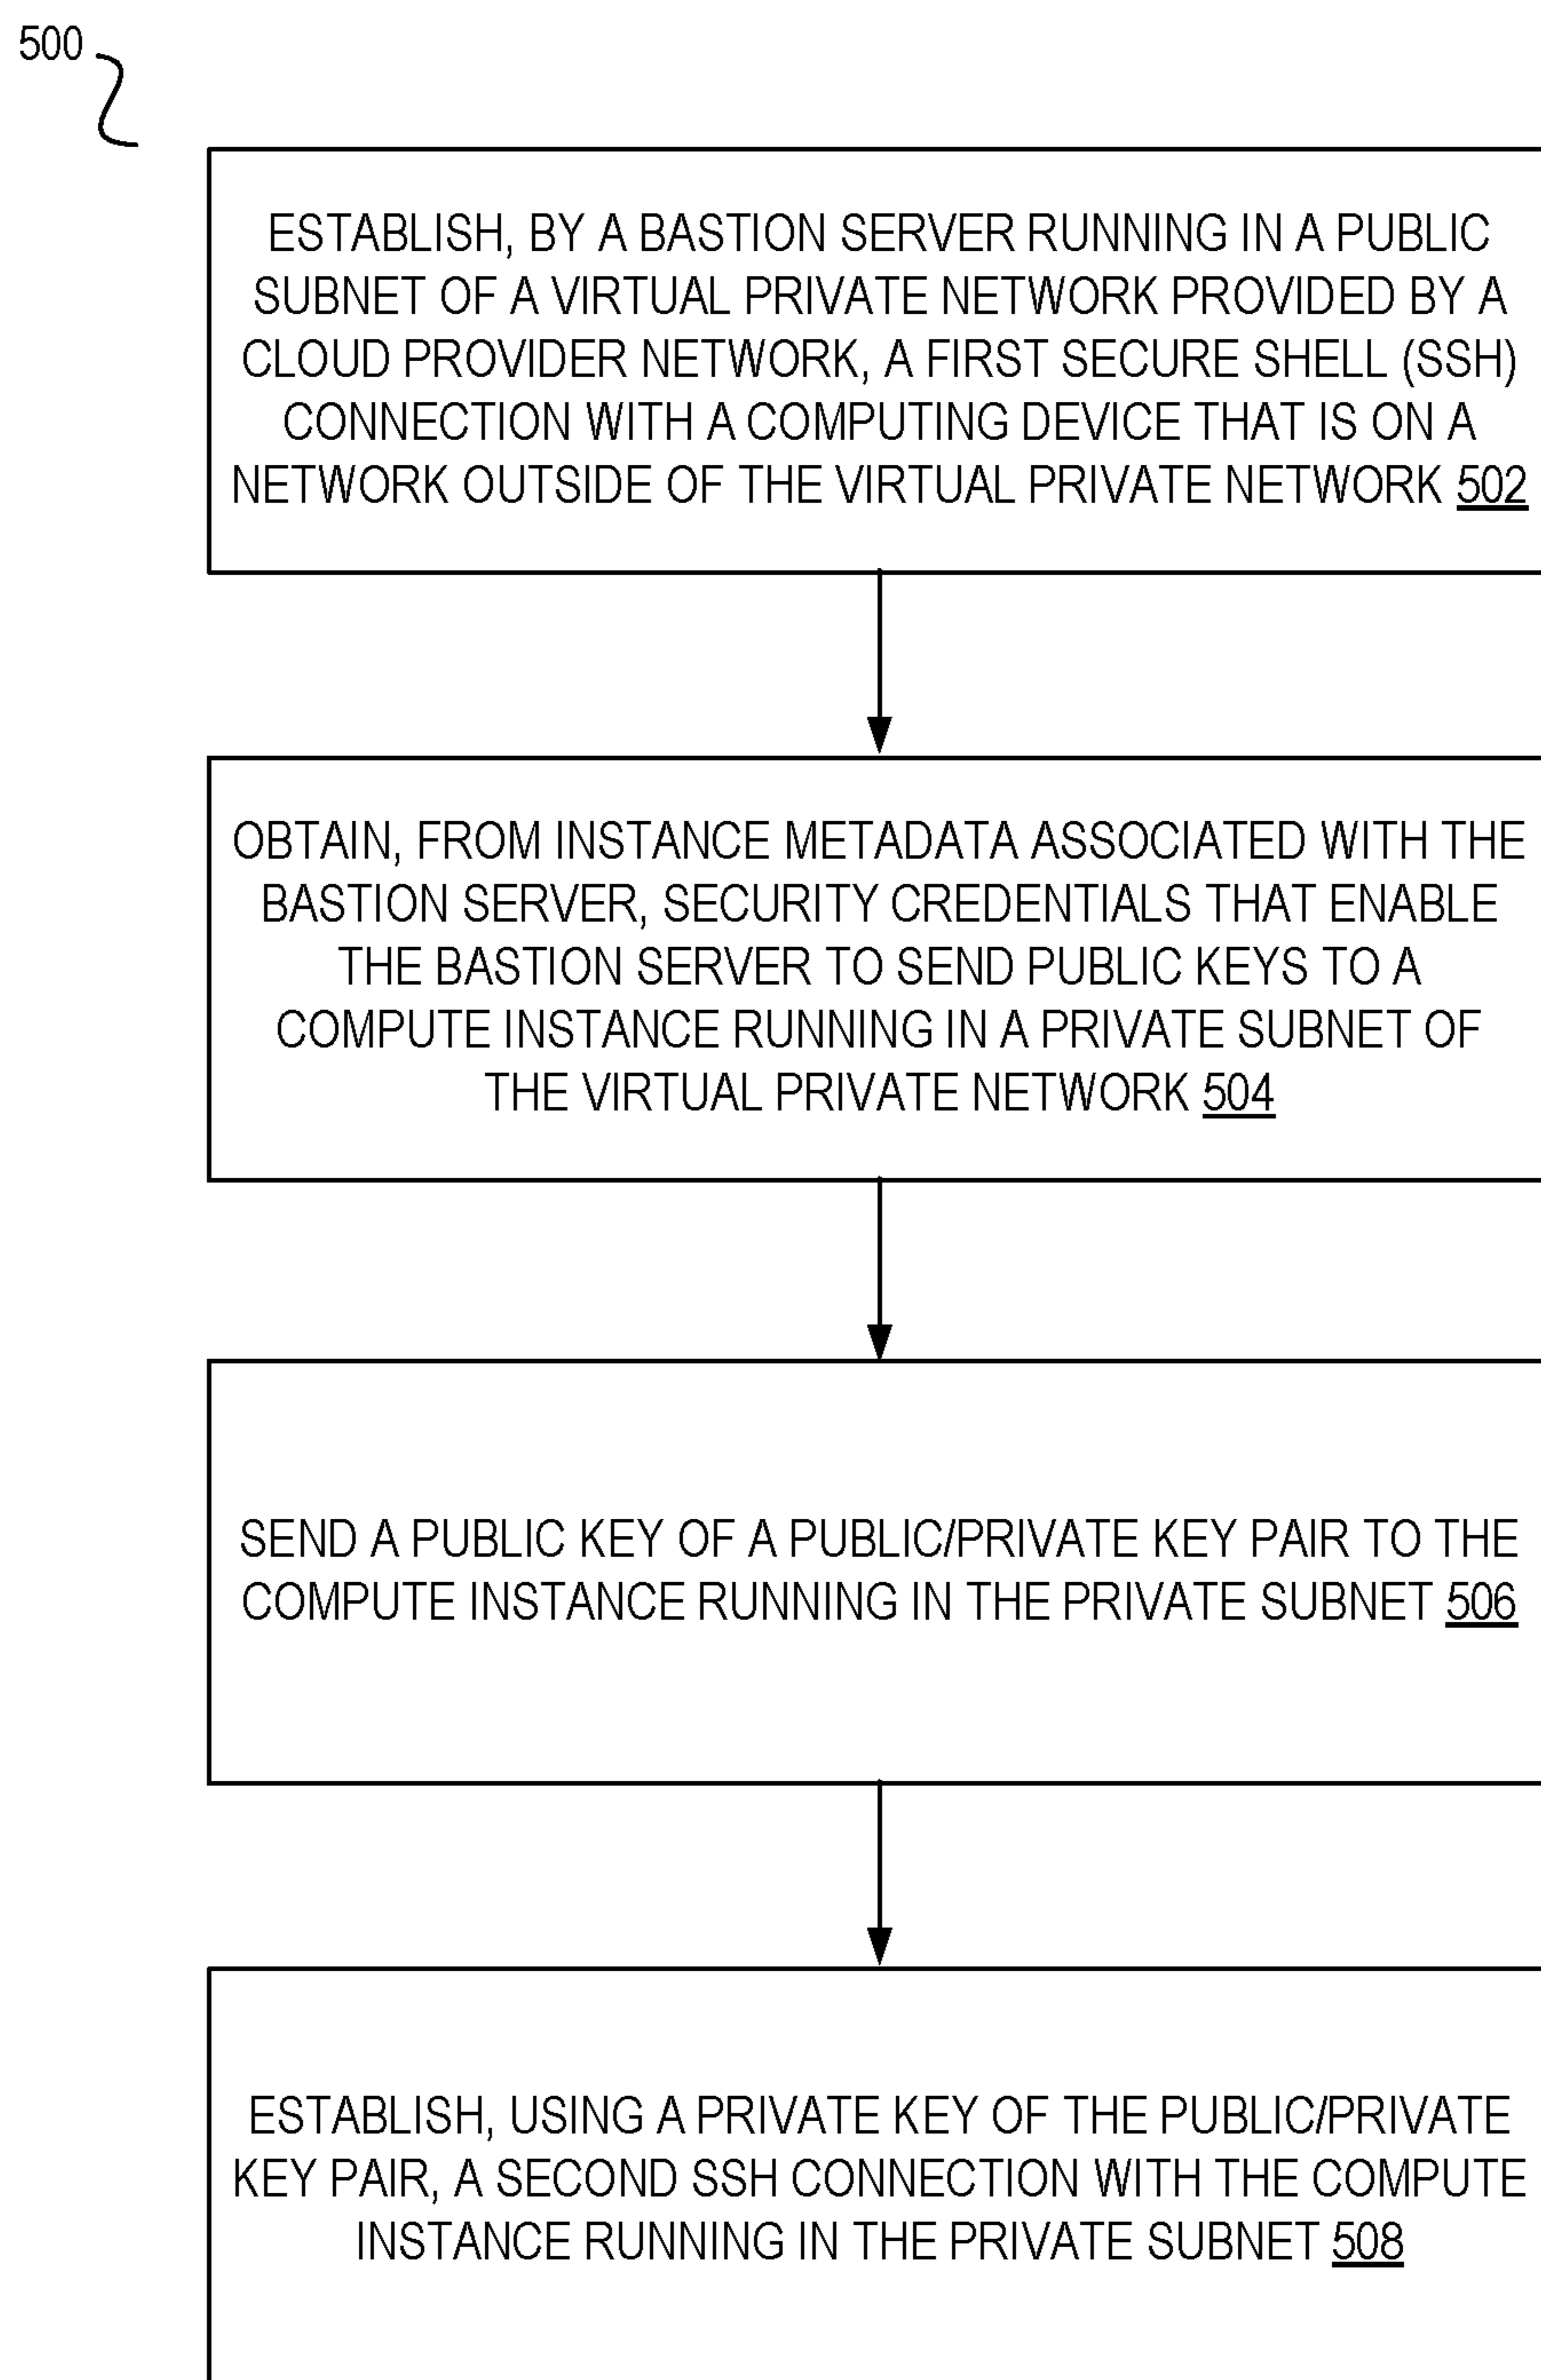 500
ESTABLISH, BY A BASTION SERVER RUNNING IN A PUBLIC
SUBNET OF A VIRTUAL PRIVATE NETWORK PROVIDED BY A
CLOUD PROVIDER NETWORK, A FIRST SECURE SHELL (SSH)
CONNECTION WITH A COMPUTING DEVICE THAT IS ON A
NETWORK OUTSIDE OF THE VIRTUAL PRIVATE NETWORK 502
OBTAIN, FROM INSTANCE METADATA ASSOCIATED WITH THE
BASTION SERVER, SECURITY CREDENTIALS THAT ENABLE
THE BASTION SERVER TO SEND PUBLIC KEYS TO A
COMPUTE INSTANCE RUNNING IN A PRIVATE SUBNET OF
THE VIRTUAL PRIVATE NETWORK 504
SEND A PUBLIC KEY OF A PUBLIC/PRIVATE KEY PAIR TO THE
COMPUTE INSTANCE RUNNING IN THE PRIVATE SUBNET 506
ESTABLISH, USING A PRIVATE KEY OF THE PUBLIC/PRIVATE
KEY PAIR, A SECOND SSH CONNECTION WITH THE COMPUTE
INSTANCE RUNNING IN THE PRIVATE SUBNET 508